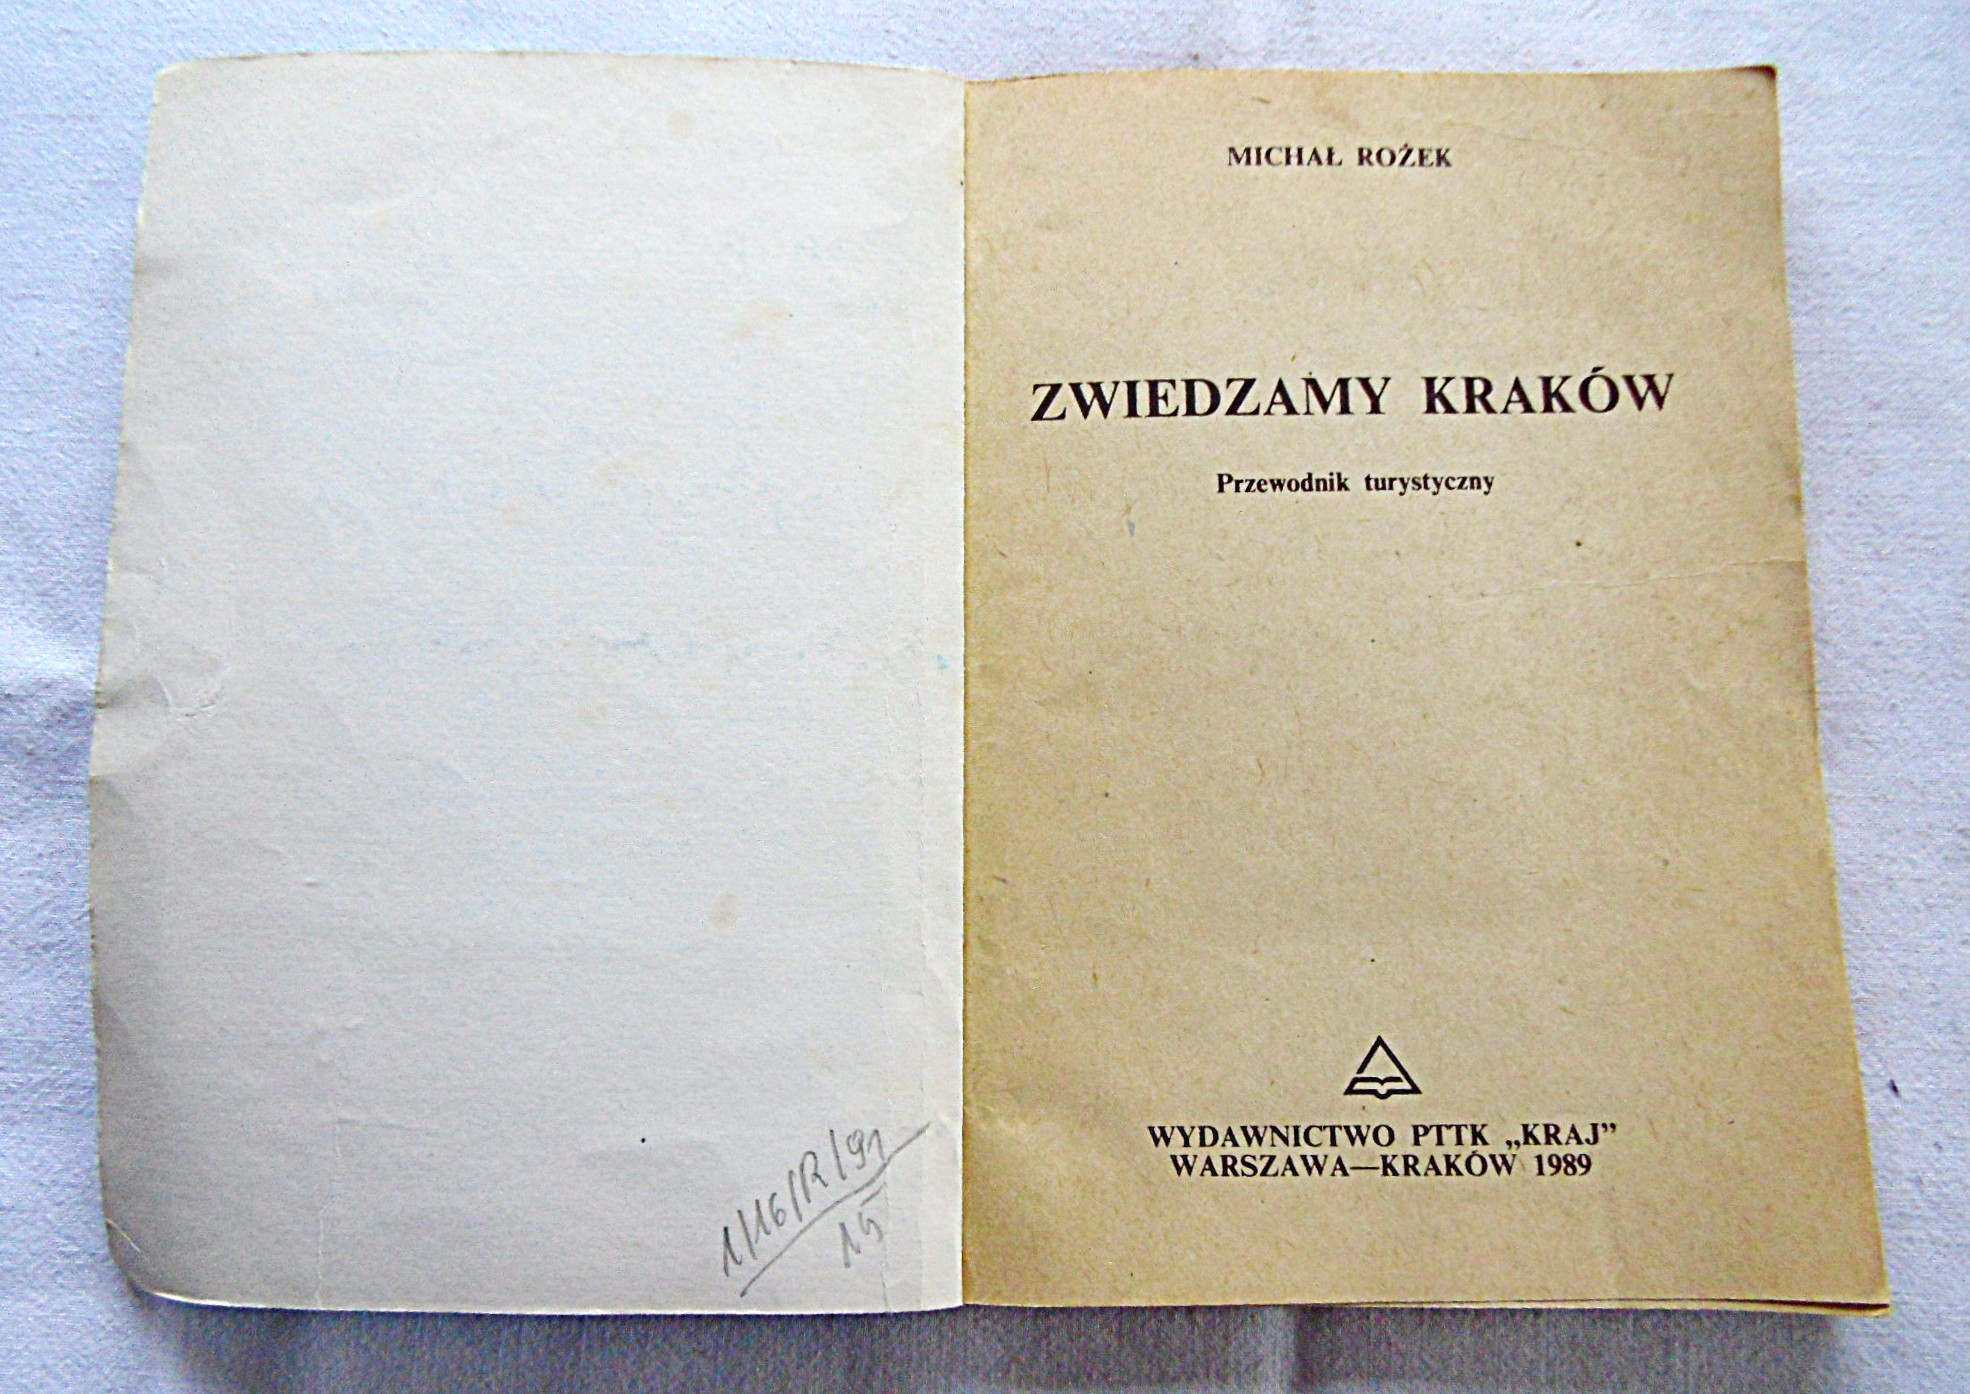 1/16/R/91
15
MICHAŁ ROŻEK
ZWIEDZAMY KRAKÓW
Przewodnik turystyczny
WYDAWNICTWO PTTK „KRAJ”
WARSZAWA—KRAKÓW 1989